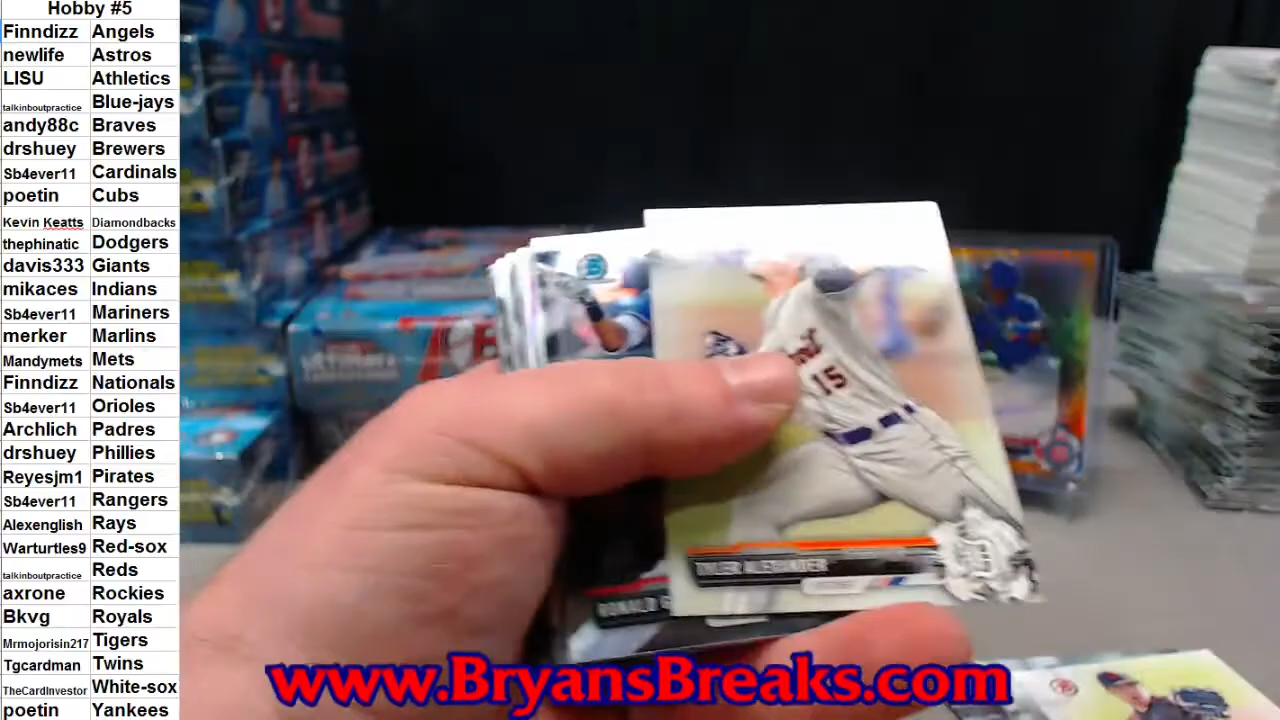 Hobby #5
Finndizz Angels
newlife Astros
LISU Athletics
talkinboutpractice Blue-jays
andy88c Braves
drshuey Brewers
Sb4ever11 Cardinals
poetin Cubs
Kevin Keatts Diamondbacks
thephinatic Dodgers
davis333 Giants
mikaces Indians
Sb4ever11 Mariners
merker Marlins
Mandymets Mets
Finndizz Nationals
Sb4ever11 Orioles
Archlich Padres
drshuey Phillies
Reyesjm1 Pirates
Sb4ever11 Rangers
Alexenglish Rays
Warturtles9 Red-sox
talkinboutpractice Reds
axrone Rockies
Bkvg Royals
Mrmojorisin217 Tigers
Tgcardman Twins
TheCardInvestor White-sox
poetin Yankees
15
TYLER ALEXANDER
www.BryansBreaks.com